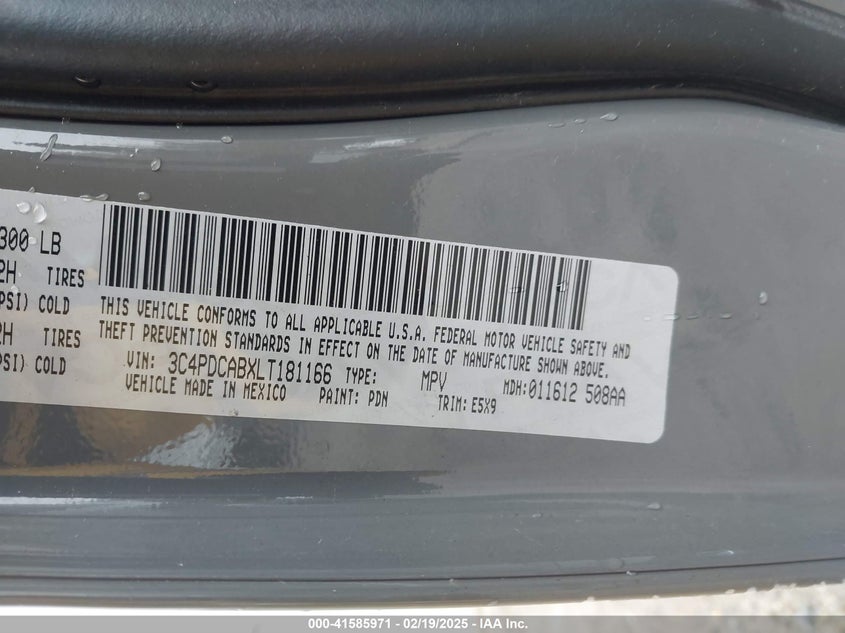 300 LB
2H TIRES
PSI) COLD
2H TIRES
PSI) COLD
THIS VEHICLE CONFORMS TO ALL APPLICABLE U.S.A. FEDERAL MOTOR VEHICLE SAFETY AND
THEFT PREVENTION STANDARDS IN EFFECT ON THE DATE OF MANUFACTURE SHOWN ABOVE.
VIN: 3C4PDCABXLT181166 TYPE: MPV MDH:011612 508AA
VEHICLE MADE IN MEXICO PAINT: PDN TRIM: E5X9
000-41585971 - 02/19/2025 - IAA Inc.